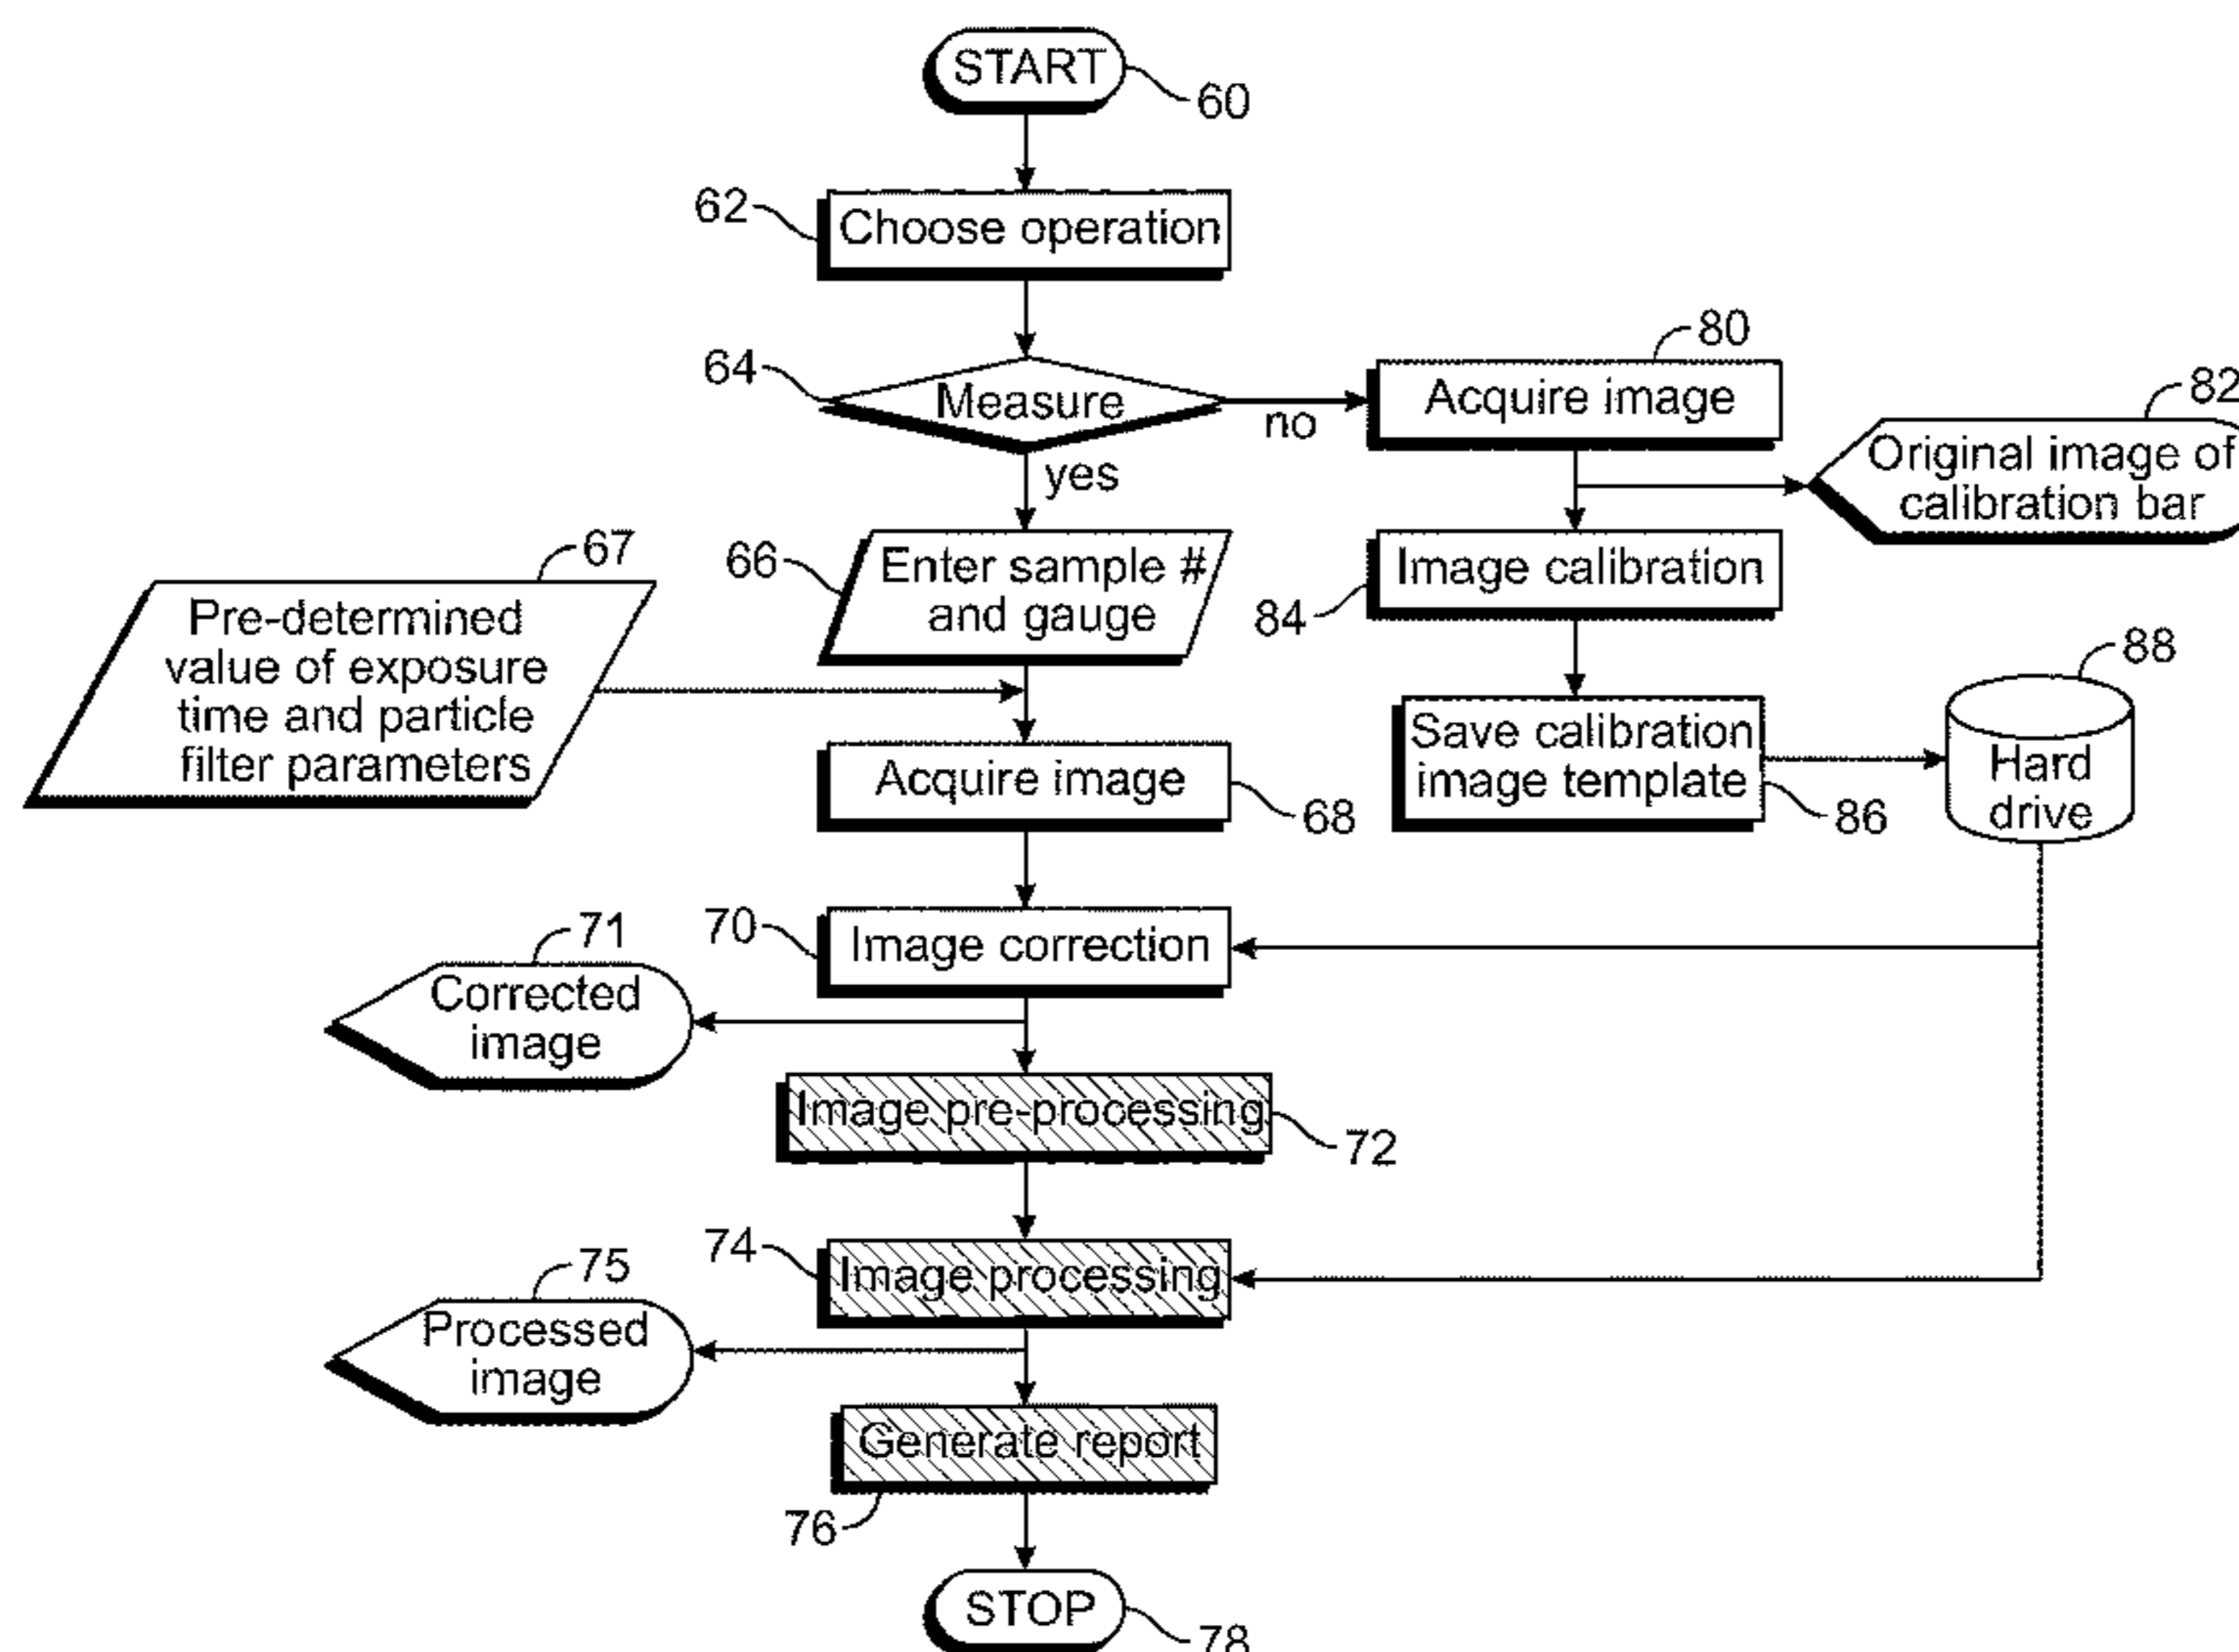 START
60
62
Choose operation
64
Measure
no
yes
80
Acquire image
82
Original image of
calibration bar
67
Pre-determined
value of exposure
time and particle
filter parameters
66
Enter sample #
and gauge
84
Image calibration
88
Hard
drive
Save calibration
image template
86
Acquire image
68
70
Image correction
71
Corrected
image
Image pre-processing
72
74
Image processing
75
Processed
image
Generate report
76
STOP
78